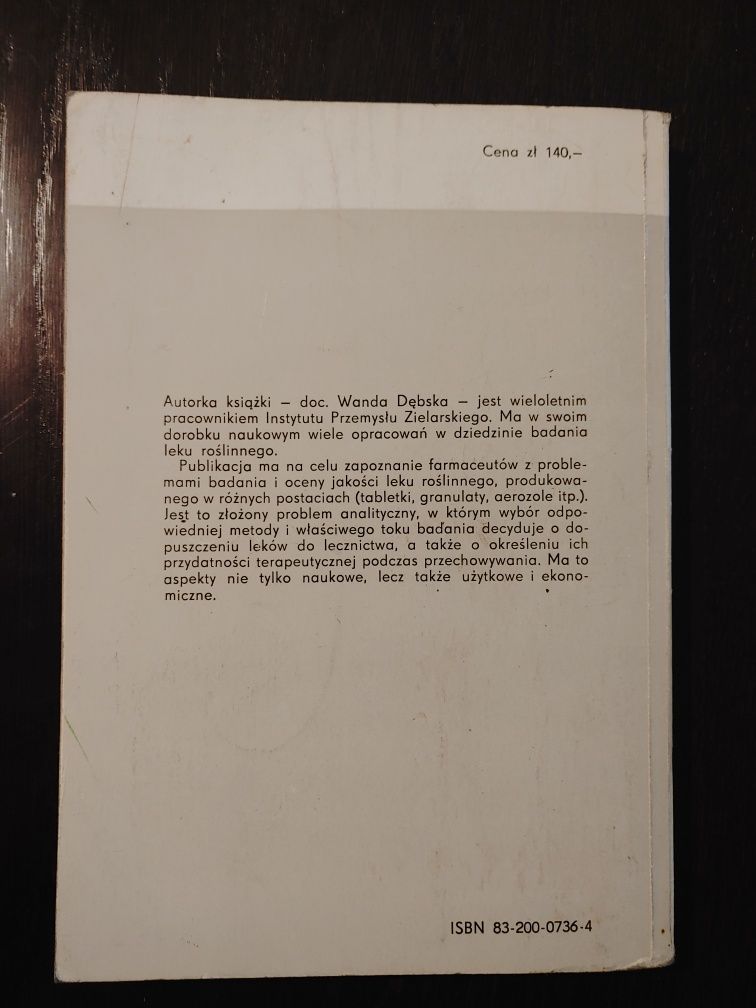 Cena zł 140,–
Autorka książki – doc. Wanda Dębska – jest wieloletnim
pracownikiem Instytutu Przemysłu Zielarskiego. Ma w swoim
dorobku naukowym wiele opracowań w dziedzinie badania
leku roślinnego.
Publikacja ma na celu zapoznanie farmaceutów z proble-
mami badania i oceny jakości leku roślinnego, produkowa-
nego w różnych postaciach (tabletki, granulaty, aerozole itp.).
Jest to złożony problem analityczny, w którym wybór odpo-
wiedniej metody i właściwego toku badania decyduje o do-
puszczeniu leków do lecznictwa, a także o określeniu ich
przydatności terapeutycznej podczas przechowywania. Ma to
aspekty nie tylko naukowe, lecz także użytkowe i ekono-
miczne.
ISBN 83-200-0736-4